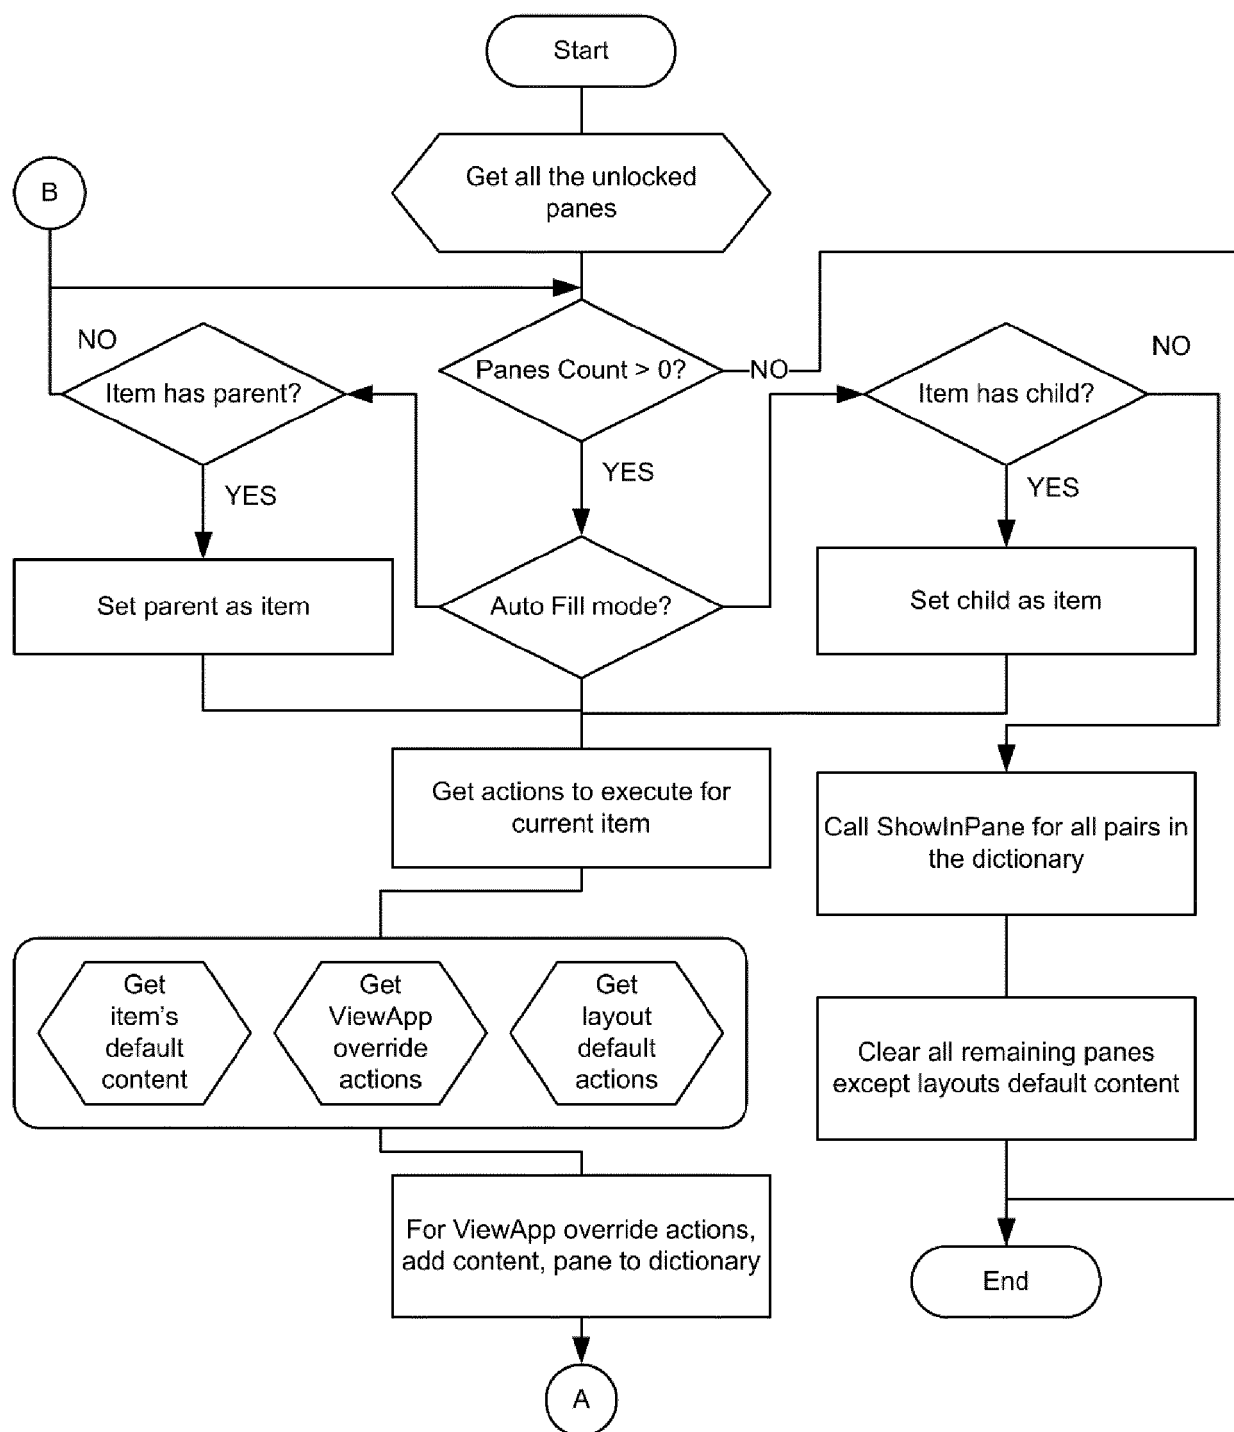 Start
Get all the unlocked
panes
B
NO
Item has parent?
Panes Count > 0?
NO
Item has child?
NO
YES
YES
YES
Set parent as item
Auto Fill mode?
Set child as item
Get actions to execute for
current item
Call ShowInPane for all pairs in
the dictionary
Get
item's
default
content
Get
ViewApp
override
actions
Get
layout
default
actions
Clear all remaining panes
except layouts default content
For ViewApp override actions,
add content, pane to dictionary
End
A